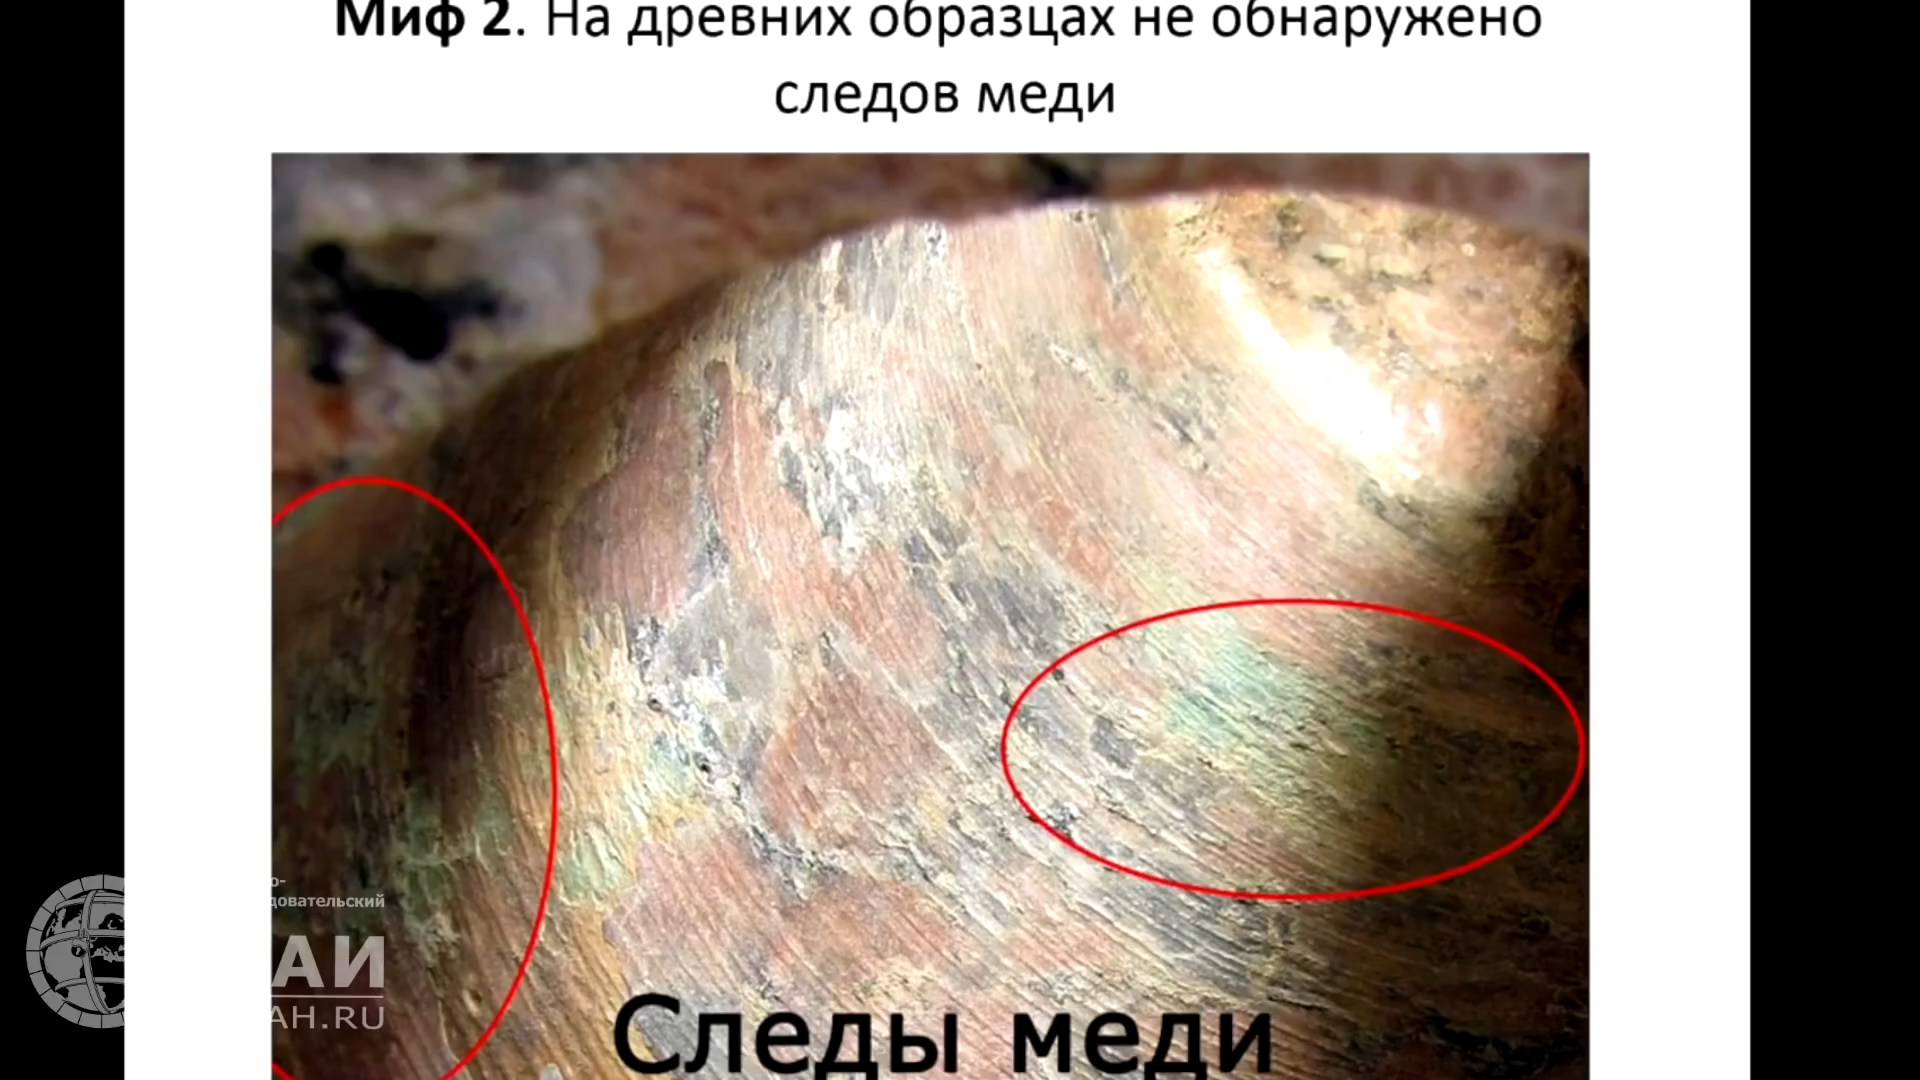 Миф 2. На древних образцах не обнаружено
следов меди
о-
довательский
АИ
АН.RU
Следы меди